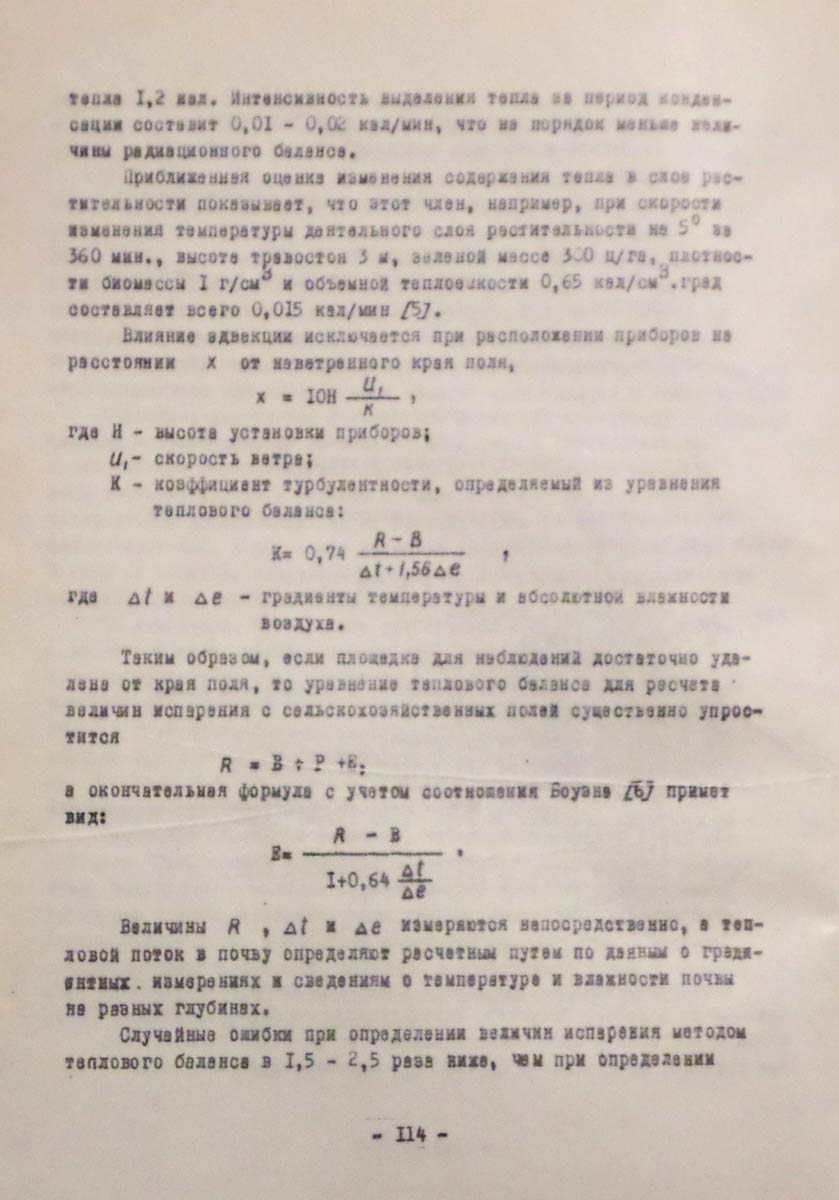 тепла I,2 кал. Интенсивность выделения тепла за период конден-
сации составит 0,01 - 0,02 кал/мин, что на порядок меньше вели-
чины радиационного баланса.
Приближенная оценка изменения содержания тепла в слое рас-
тительности показывает, что этот член, например, при скорости
изменения температуры деятельного слоя растительности на 5° за
360 мин., высоте травостоя 3 м, зеленой массе 300 ц/га, плотнос-
ти биомассы I г/см³ и объемной теплоемкости 0,65 кал/см³.град
составляет всего 0,015 кал/мин [5].
Влияние адвекции исключается при расположении приборов на
расстоянии x от наветренного края поля,
x = IOH U₁/K ,
где H - высота установки приборов;
U₁- скорость ветра;
K - коэффициент турбулентности, определяемый из уравнения
теплового баланса:
K= 0,74 (R - B)/(Δt+1,56Δe) ,
где Δt и Δe - градиенты температуры и абсолютной влажности
воздуха.
Таким образом, если площадка для наблюдений достаточно уда-
лена от края поля, то уравнение теплового баланса для расчета
величин испарения с сельскохозяйственных полей существенно упрос-
тится
R = B + P +E;
а окончательная формула с учетом соотношения Боуэна [6] примет
вид:
E= (R - B)/(I+0,64 Δt/Δe) .
Величины R , Δt и Δe измеряются непосредственно, а теп-
ловой поток в почву определяют расчетным путем по данным о гради-
ентных. измерениях и сведениям о температуре и влажности почвы
на разных глубинах.
Случайные ошибки при определении величин испарения методом
теплового баланса в I,5 - 2,5 раза ниже, чем при определении
- II4 -